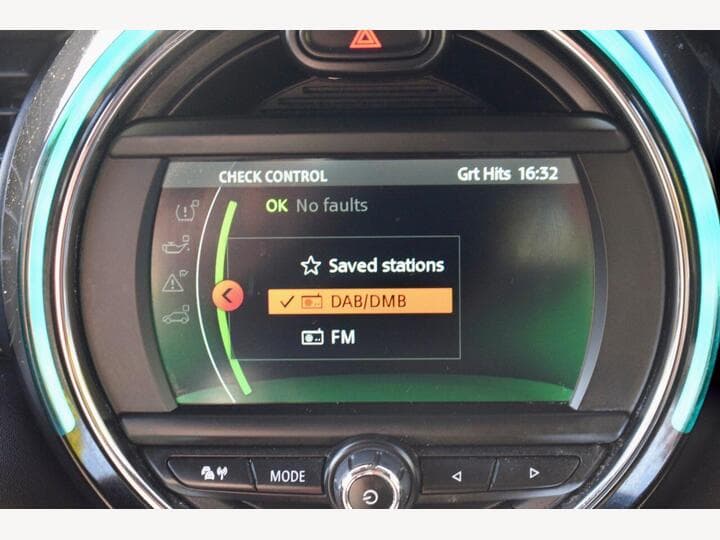 CHECK CONTROL Grt Hits 16:32
OK No faults
Saved stations
DAB/DMB
FM
MODE